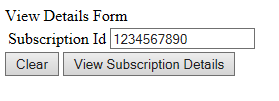 View Details Form
Subscription Id 1234567890
Clear View Subscription Details